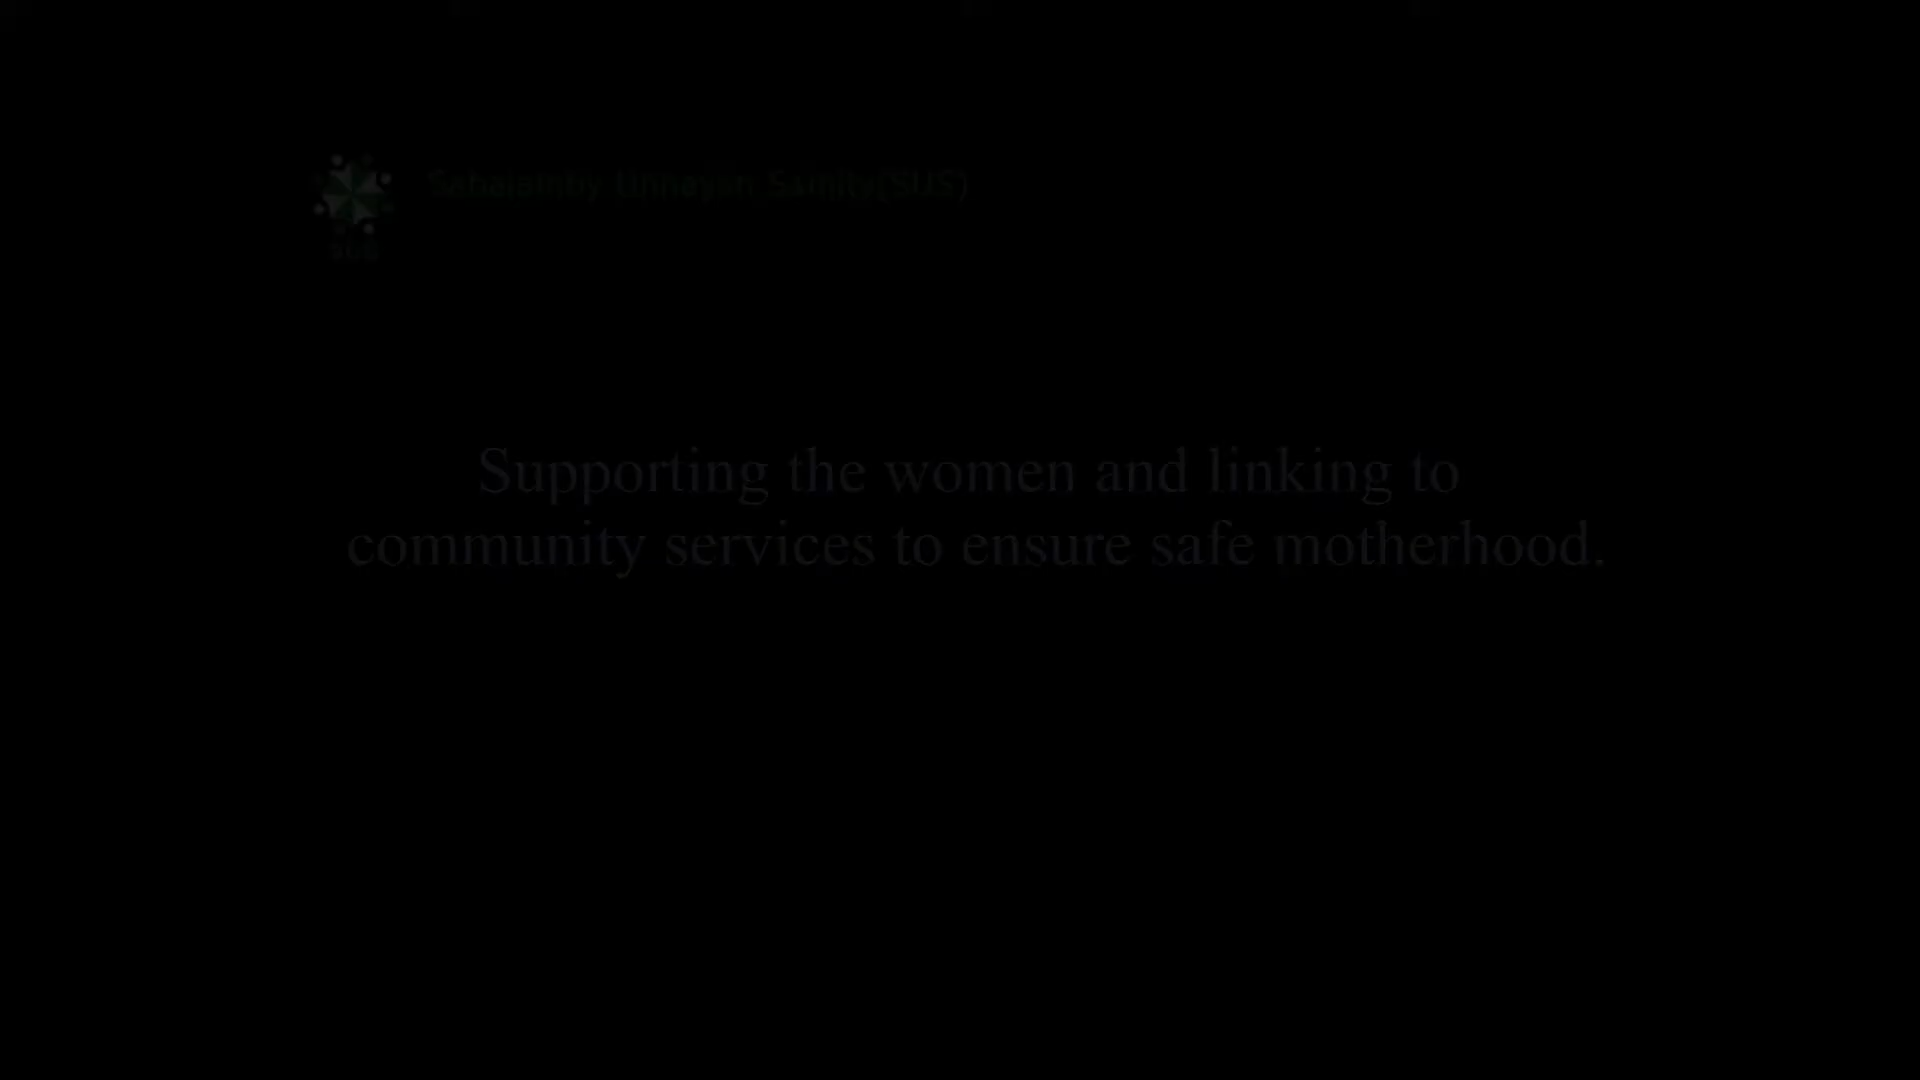 Sabalamby Unnayan Samity(SUS)
SUS
Supporting the women and linking to
community services to ensure safe motherhood.